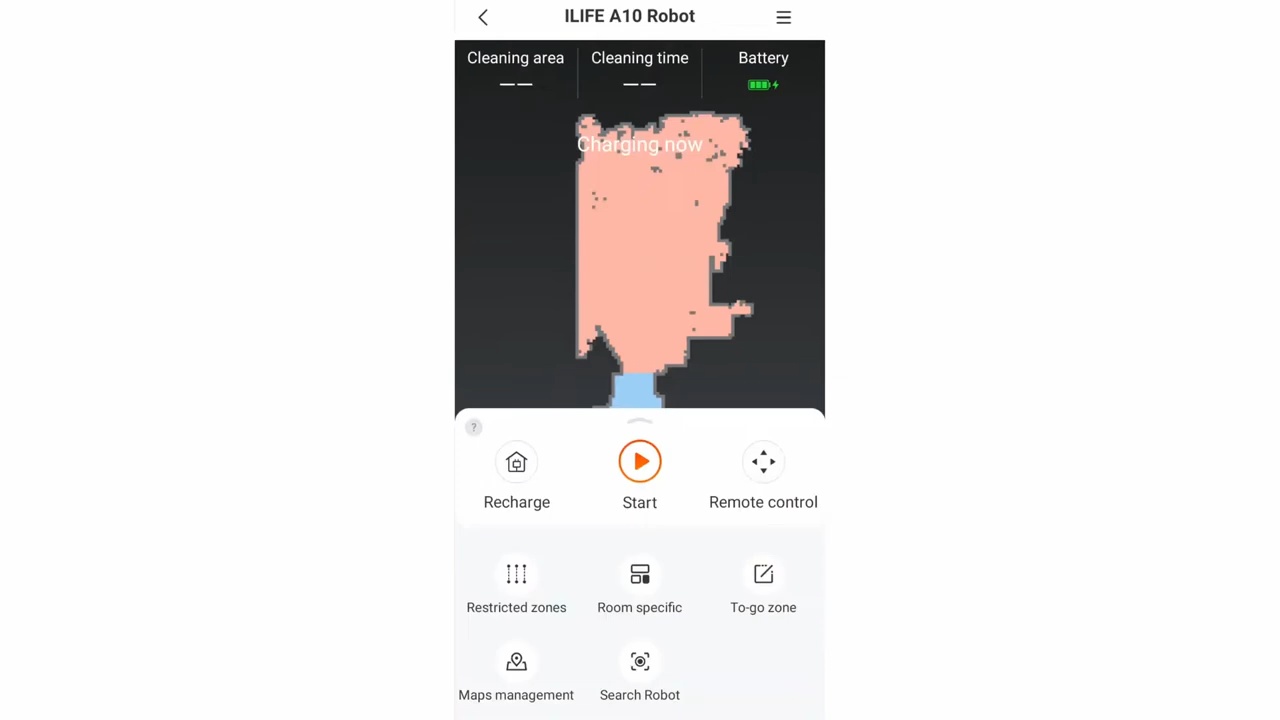 ILIFE A10 Robot
Cleaning area
Cleaning time
Battery
— —
— —
Charging now
?
Recharge
Start
Remote control
Restricted zones
Room specific
To-go zone
Maps management
Search Robot